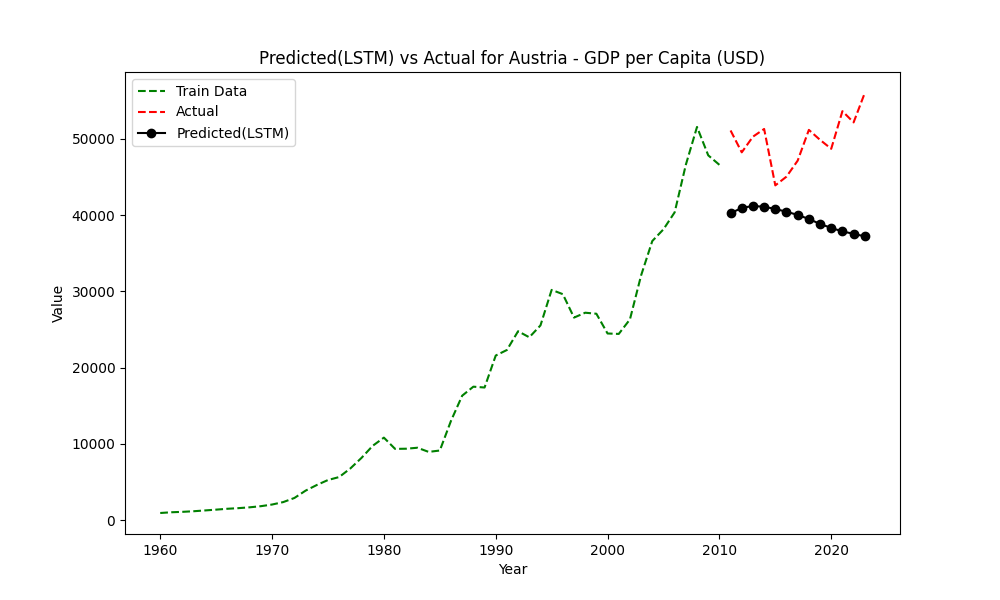 Predicted(LSTM) vs Actual for Austria - GDP per Capita (USD)
Train Data
Actual
Predicted(LSTM)
Value
50000
40000
30000
20000
10000
0
1960
1970
1980
1990
2000
2010
2020
Year